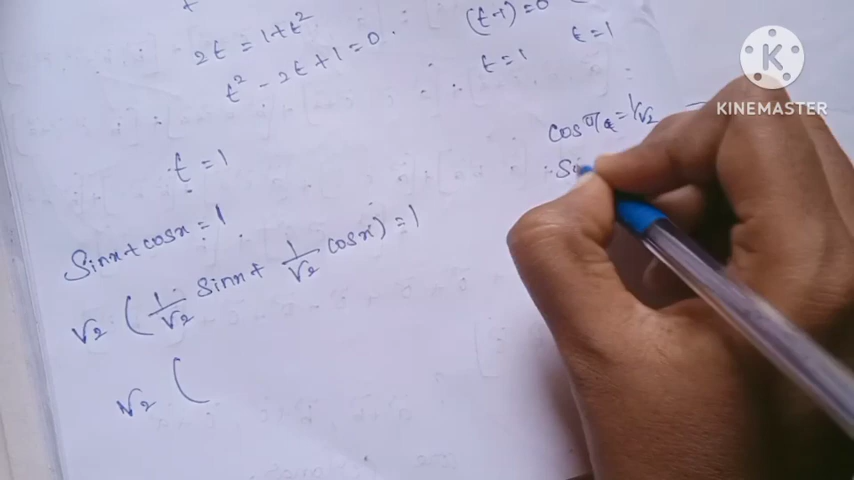 2t = 1+t²
t² - 2t + 1 = 0.
(t-1) = 0
t = 1
t = 1
t = 1
Sinx + cosx = 1
√2 ( 1/√2 Sinx + 1/√2 cosx ) = 1
√2 (
cos π/4 = 1/√2
Si
KINEMASTER